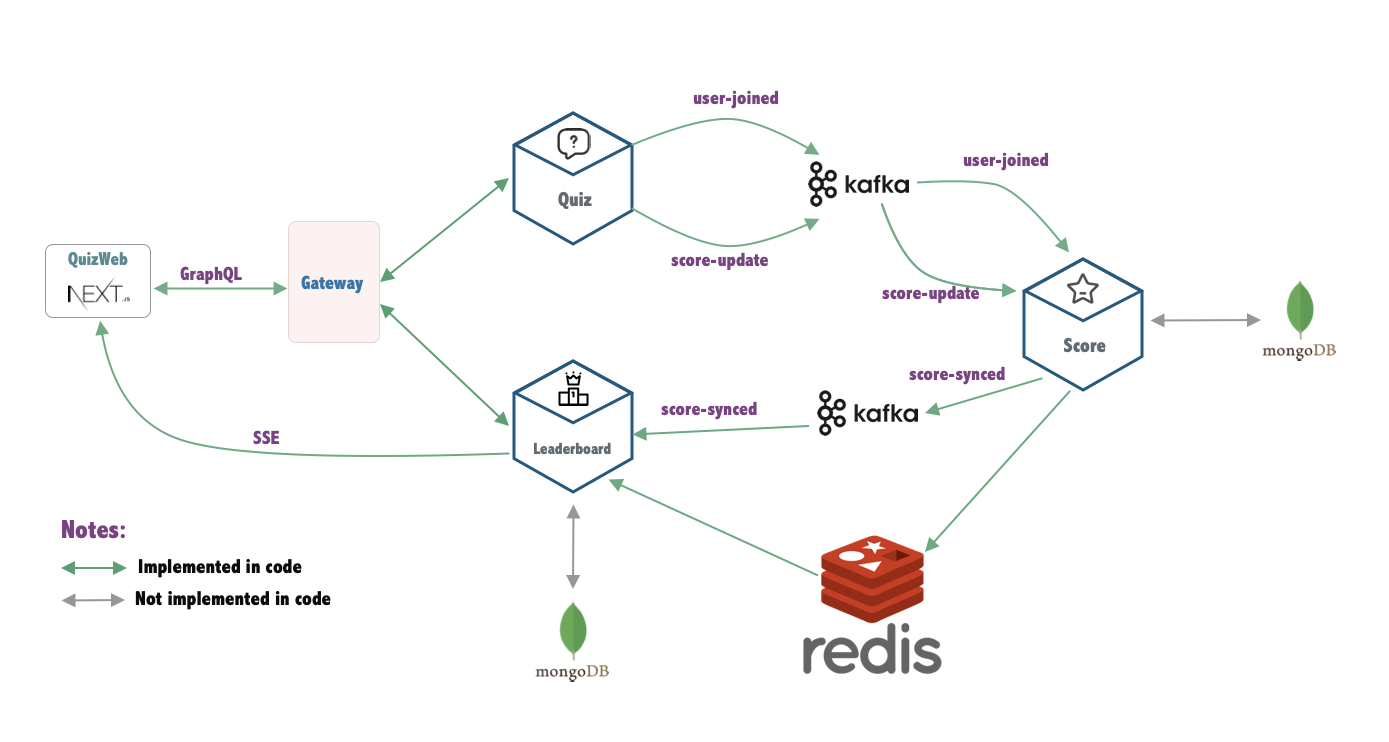 user-joined
?
Quiz
kafka
user-joined
score-update
QuizWeb
NEXT.JS
GraphQL
Gateway
score-update
Score
mongoDB
score-synced
score-synced
kafka
1
Leaderboard
SSE
Notes:
Implemented in code
Not implemented in code
redis
mongoDB